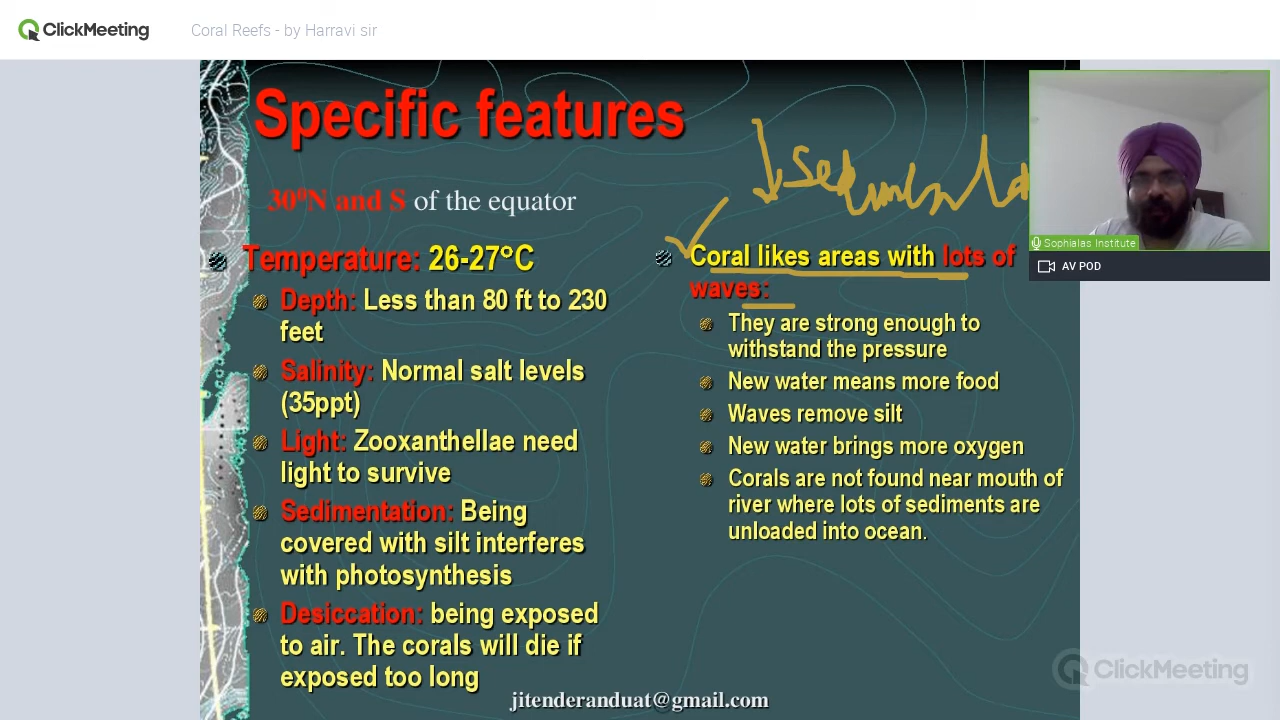 ClickMeeting
Coral Reefs - by Harravi sir
Specific features
30⁰N and S of the equator
Temperature: 26-27°C
Depth: Less than 80 ft to 230
feet
Salinity: Normal salt levels
(35ppt)
Light: Zooxanthellae need
light to survive
Sedimentation: Being
covered with silt interferes
with photosynthesis
Desiccation: being exposed
to air. The corals will die if
exposed too long
Coral likes areas with lots of
waves:
They are strong enough to
withstand the pressure
New water means more food
Waves remove silt
New water brings more oxygen
Corals are not found near mouth of
river where lots of sediments are
unloaded into ocean.
jitenderanduat@gmail.com
Sophialas Institute
AV POD
ClickMeeting